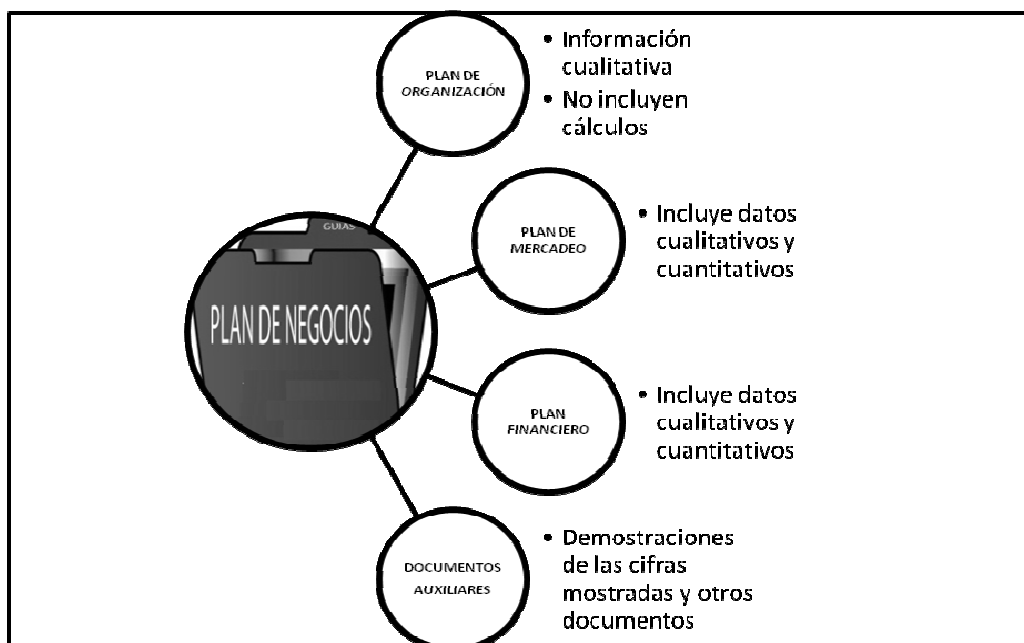 PLAN DE
ORGANIZACIÓN
• Información
cualitativa
• No incluyen
cálculos
GUIAS
PLAN DE NEGOCIOS
PLAN DE
MERCADEO
• Incluye datos
cualitativos y
cuantitativos
PLAN
FINANCIERO
• Incluye datos
cualitativos y
cuantitativos
DOCUMENTOS
AUXILIARES
• Demostraciones
de las cifras
mostradas y otros
documentos